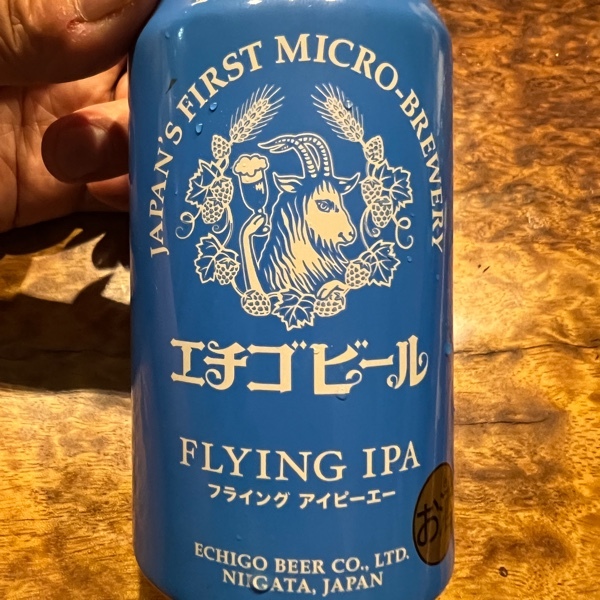 JAPAN'S FIRST MICRO-BREWERY
エチゴビール
FLYING IPA
フライング アイピーエー
お
ECHIGO BEER CO., LTD.
NIIGATA, JAPAN